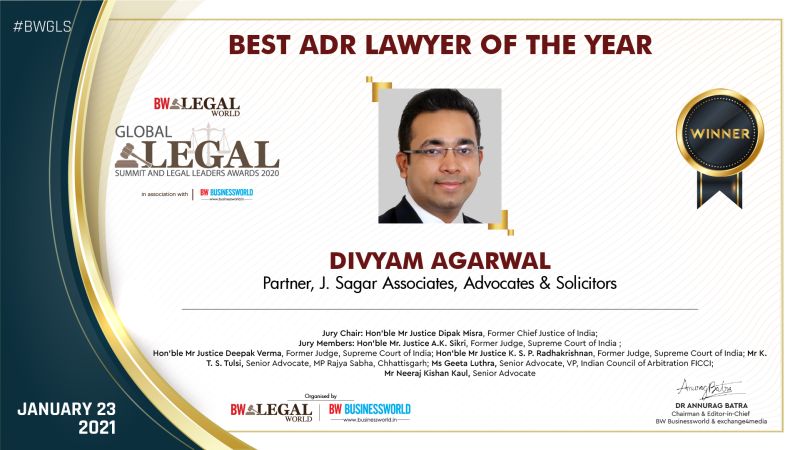 #BWGLS
BEST ADR LAWYER OF THE YEAR
BW LEGAL
WORLD
GLOBAL
LEGAL
SUMMIT AND LEGAL LEADERS AWARDS 2020
in association with | BW BUSINESSWORLD
www.businessworld.in
WINNER
DIVYAM AGARWAL
Partner, J. Sagar Associates, Advocates & Solicitors
Jury Chair: Hon'ble Mr Justice Dipak Misra, Former Chief Justice of India;
Jury Members: Hon'ble Mr. Justice A.K. Sikri, Former Judge, Supreme Court of India ;
Hon'ble Mr Justice Deepak Verma, Former Judge, Supreme Court of India; Hon'ble Mr Justice K. S. P. Radhakrishnan, Former Judge, Supreme Court of India; Mr K.
T. S. Tulsi, Senior Advocate, MP Rajya Sabha, Chhattisgarh; Ms Geeta Luthra, Senior Advocate, VP, Indian Council of Arbitration FICCI;
Mr Neeraj Kishan Kaul, Senior Advocate
JANUARY 23
2021
Organised by
BW LEGAL
WORLD
BW BUSINESSWORLD
www.businessworld.in
Anurag Batra
DR ANNURAG BATRA
Chairman & Editor-in-Chief
BW Businessworld & exchange4media